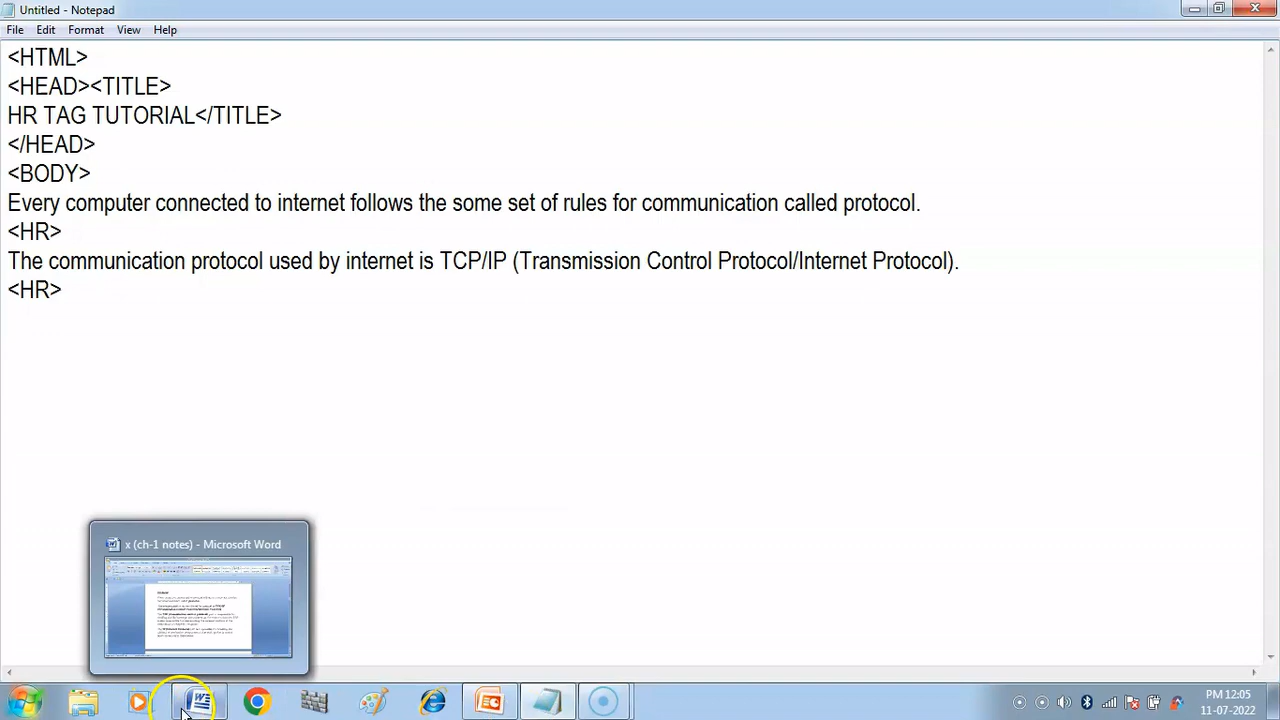 Untitled - Notepad
File Edit Format View Help
<HTML>
<HEAD><TITLE>
HR TAG TUTORIAL</TITLE>
</HEAD>
<BODY>
Every computer connected to internet follows the some set of rules for communication called protocol.
<HR>
The communication protocol used by internet is TCP/IP (Transmission Control Protocol/Internet Protocol).
<HR>
x (ch-1 notes) - Microsoft Word
PM 12:05
11-07-2022